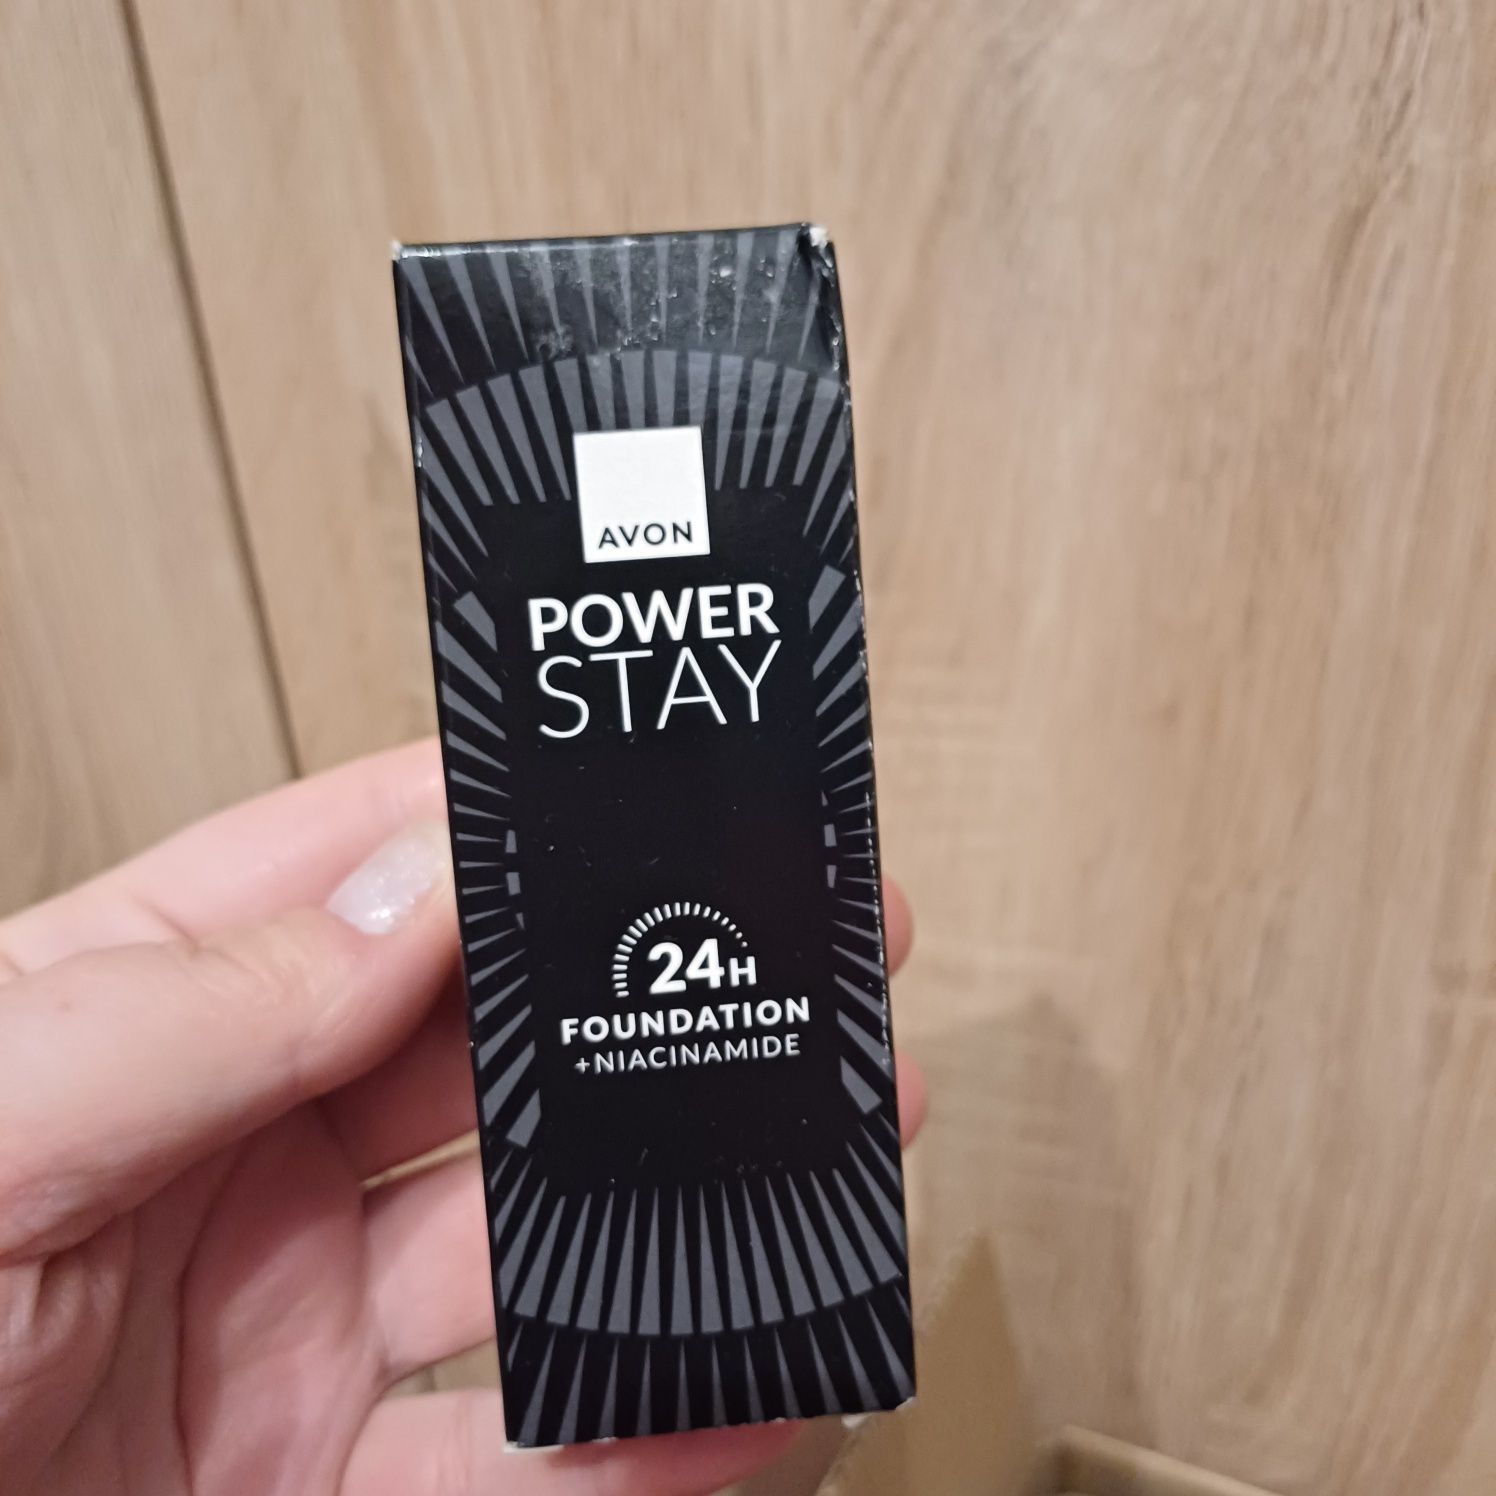 AVON
POWER
STAY
24H
FOUNDATION
+NIACINAMIDE